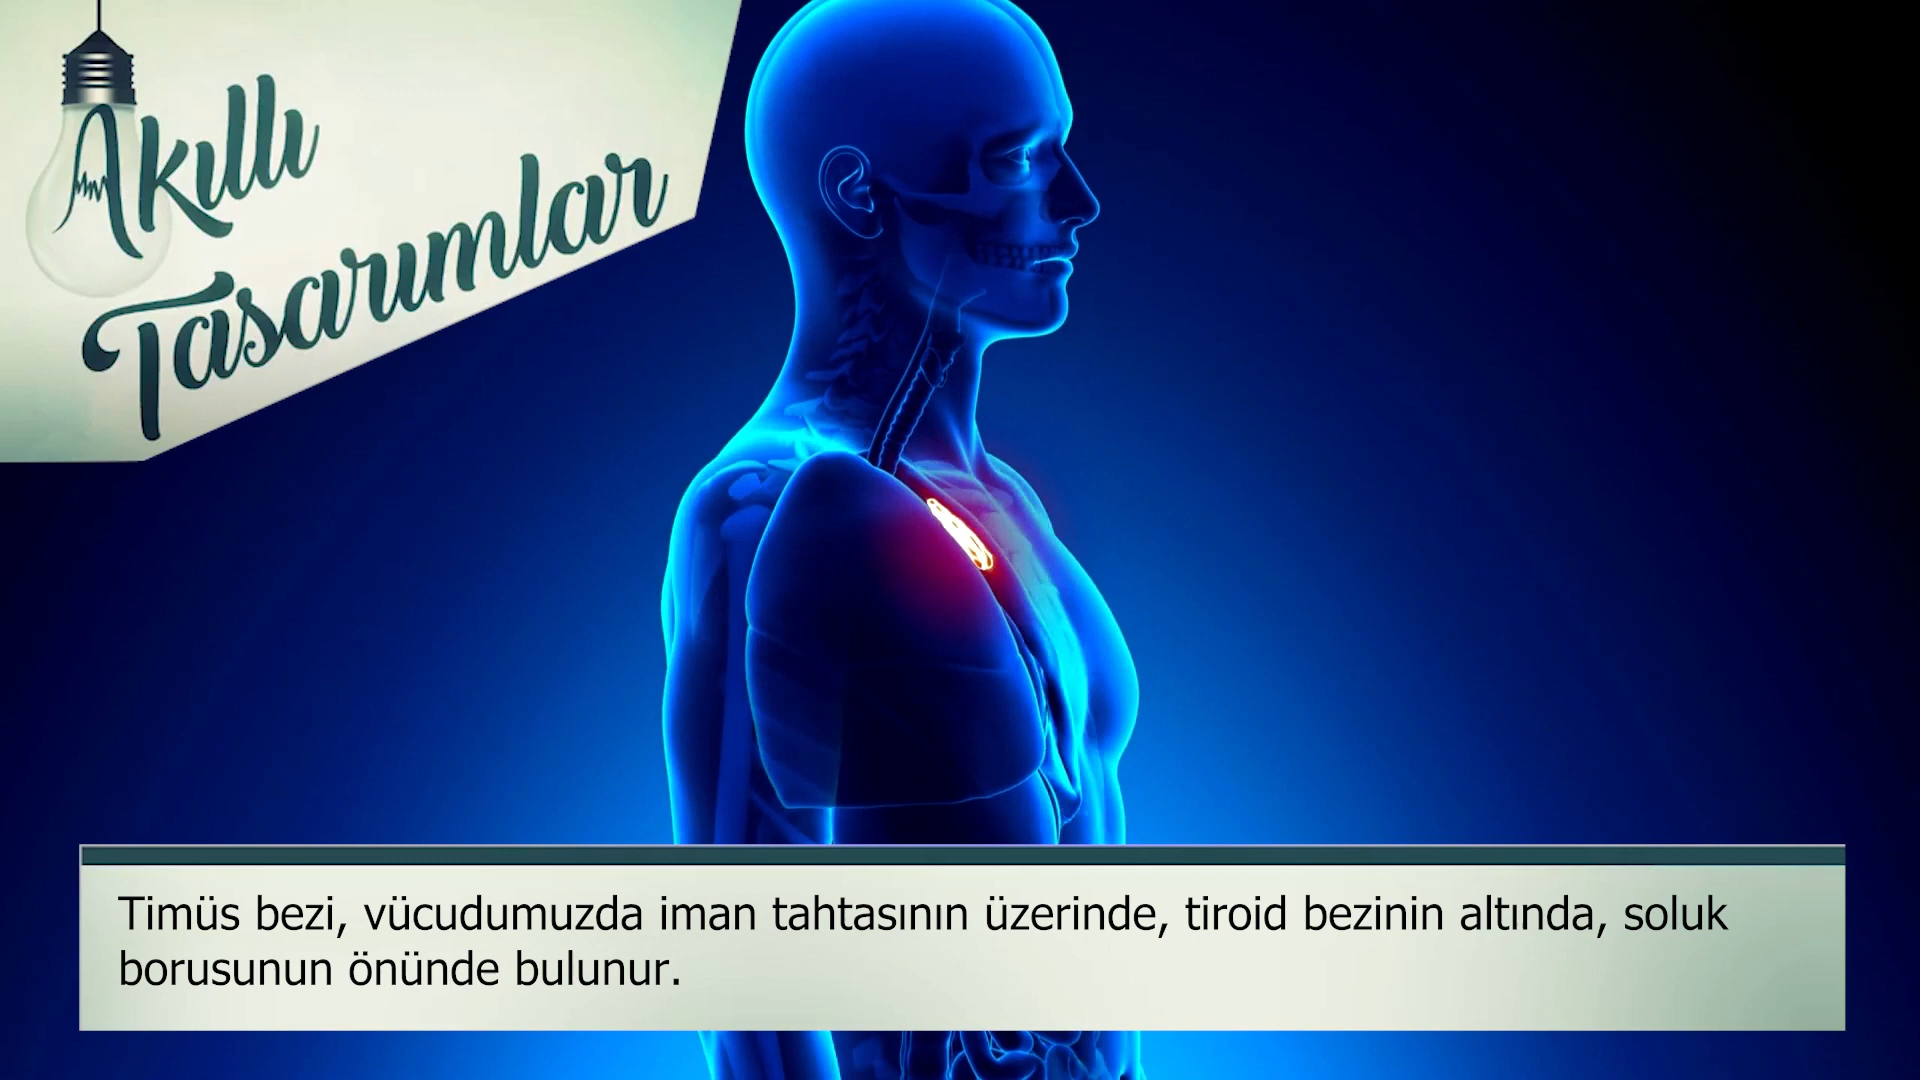 Akıllı
Tasarımlar
Timüs bezi, vücudumuzda iman tahtasının üzerinde, tiroid bezinin altında, soluk
borusunun önünde bulunur.